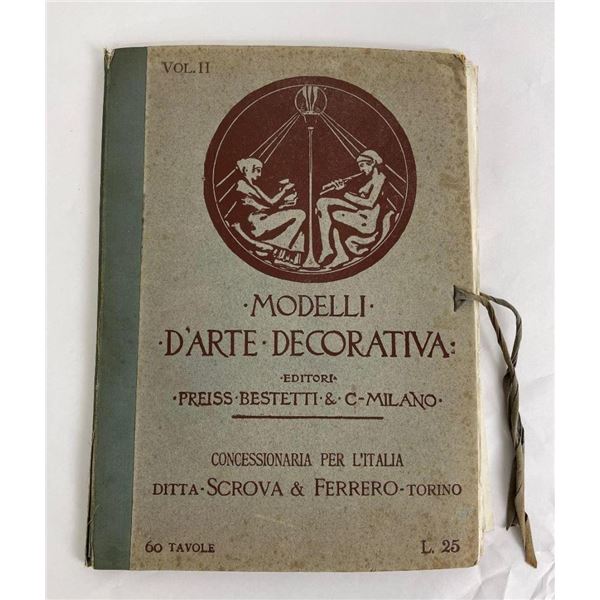 VOL. II
·MODELLI·
·D'ARTE·DECORATIVA:
·EDITORI·
·PREISS·BESTETTI·&·C-MILANO·
CONCESSIONARIA PER L'ITALIA
DITTA·SCROVA & FERRERO-TORINO
60 TAVOLE
L. 25